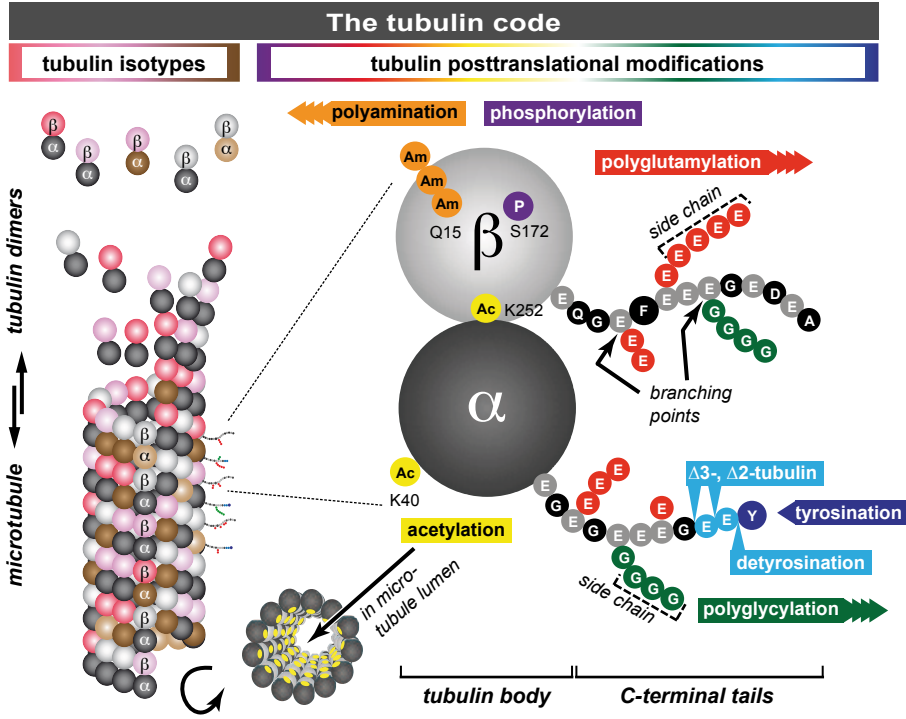 The tubulin code
tubulin isotypes
tubulin posttranslational modifications
polyamination
phosphorylation
polyglutamylation
β
α
β
α
β
α
β
α
β
α
Am
Am
Am
Q15
P
S172
β
Ac
K252
α
Ac
K40
acetylation
side chain
E
E
E
E
E
E
Q
G
E
F
E
E
E
G
E
D
E
A
E
E
G
G
G
G
branching
points
E
G
E
G
E
E
E
G
E
E
Y
E
E
E
E
G
G
G
G
side chain
Δ3-, Δ2-tubulin
tyrosination
detyrosination
polyglycylation
tubulin dimers
microtubule
β
α
β
α
β
α
β
α
β
α
in micro-
tubule lumen
tubulin body
C-terminal tails